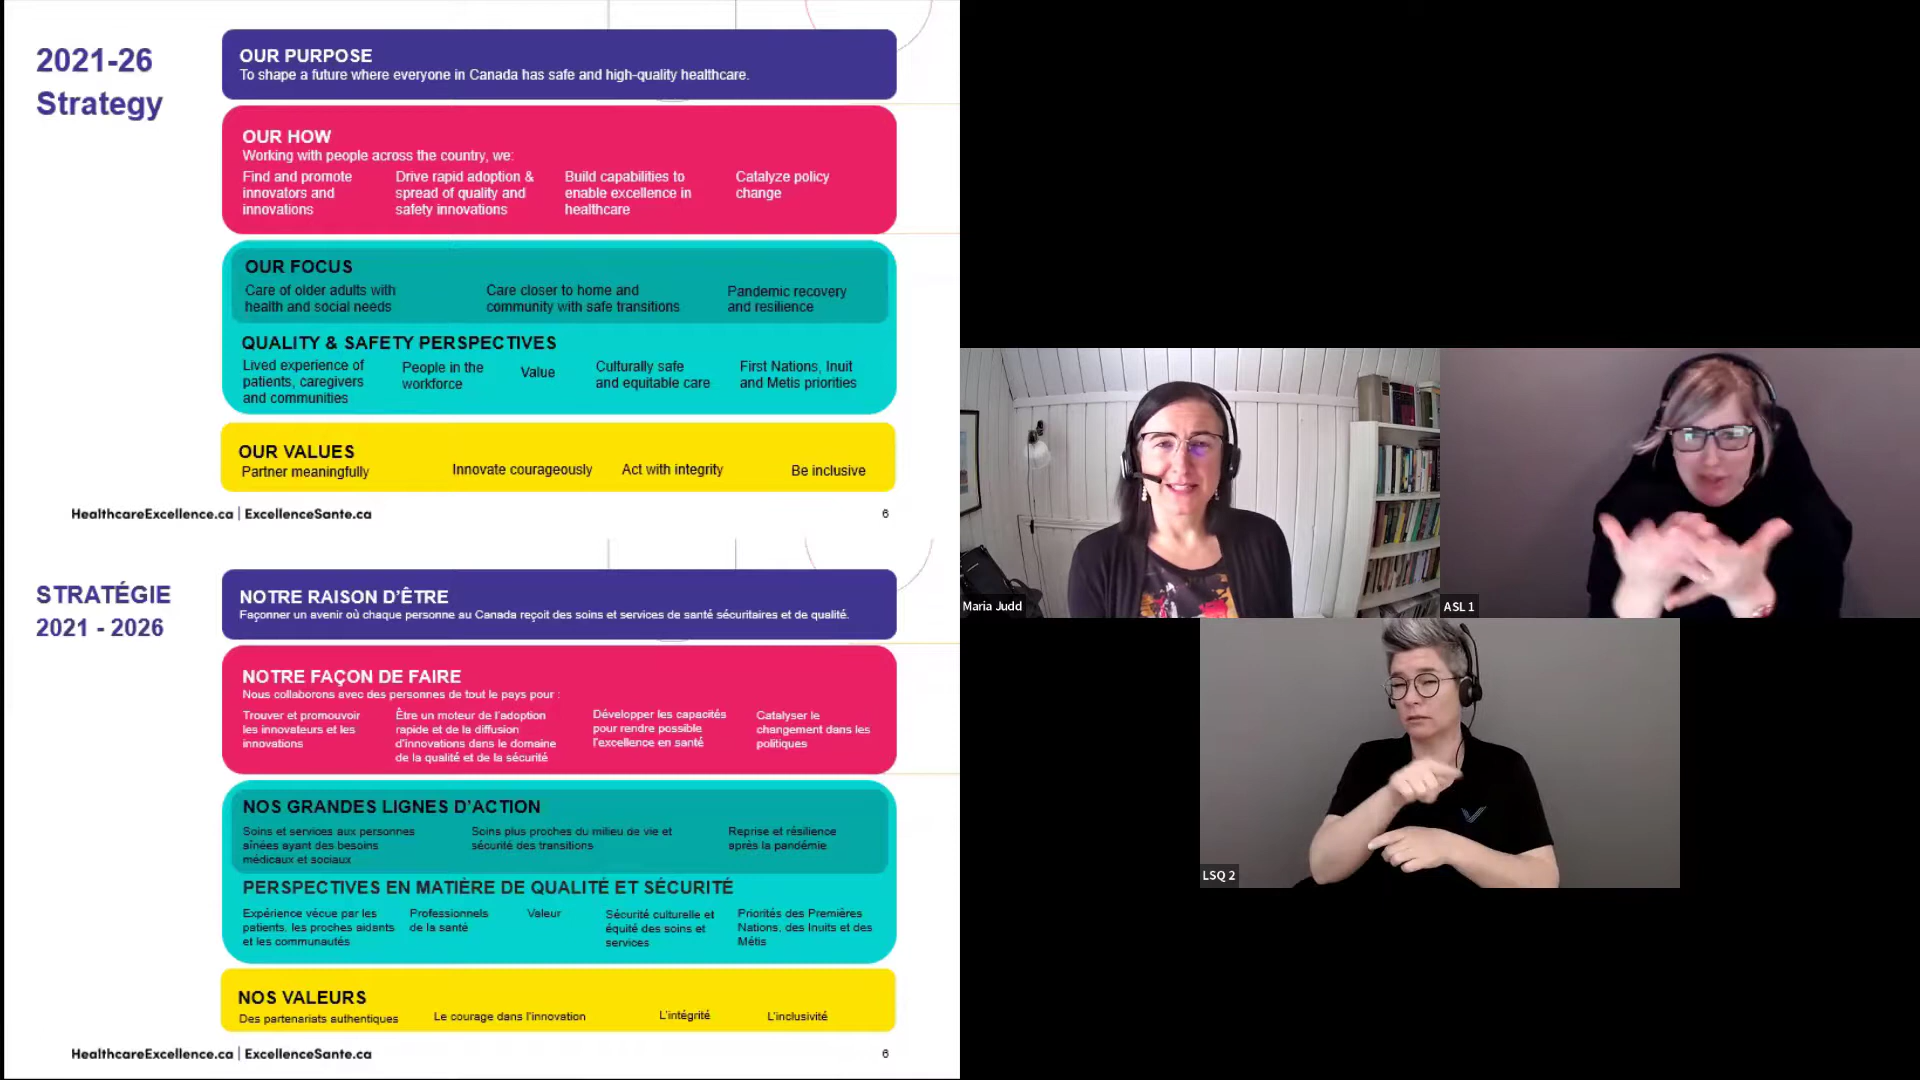 2021-26
Strategy
OUR PURPOSE
To shape a future where everyone in Canada has safe and high-quality healthcare.
OUR HOW
Working with people across the country, we:
Find and promote
innovators and
innovations
Drive rapid adoption &
spread of quality and
safety innovations
Build capabilities to
enable excellence in
healthcare
Catalyze policy
change
OUR FOCUS
Care of older adults with
health and social needs
Care closer to home and
community with safe transitions
Pandemic recovery
and resilience
QUALITY & SAFETY PERSPECTIVES
Lived experience of
patients, caregivers
and communities
People in the
workforce
Value
Culturally safe
and equitable care
First Nations, Inuit
and Metis priorities
OUR VALUES
Partner meaningfully
Innovate courageously
Act with integrity
Be inclusive
HealthcareExcellence.ca | ExcellenceSante.ca
6
STRATÉGIE
2021 - 2026
NOTRE RAISON D'ÊTRE
Façonner un avenir où chaque personne au Canada reçoit des soins et services de santé sécuritaires et de qualité.
NOTRE FAÇON DE FAIRE
Nous collaborons avec des personnes de tout le pays pour :
Trouver et promouvoir
les innovateurs et les
innovations
Être un moteur de l'adoption
rapide et de la diffusion
d'innovations dans le domaine
de la qualité et de la sécurité
Développer les capacités
pour rendre possible
l'excellence en santé
Catalyser le
changement dans les
politiques
NOS GRANDES LIGNES D'ACTION
Soins et services aux personnes
aînées ayant des besoins
médicaux et sociaux
Soins plus proches du milieu de vie et
sécurité des transitions
Reprise et résilience
après la pandémie
PERSPECTIVES EN MATIÈRE DE QUALITÉ ET SÉCURITÉ
Expérience vécue par les
patients, les proches aidants
et les communautés
Professionnels
de la santé
Valeur
Sécurité culturelle et
équité des soins et
services
Priorités des Premières
Nations, des Inuits et des
Métis
NOS VALEURS
Des partenariats authentiques
Le courage dans l'innovation
L'intégrité
L'inclusivité
HealthcareExcellence.ca | ExcellenceSante.ca
6
Maria Judd
ASL 1
LSQ 2